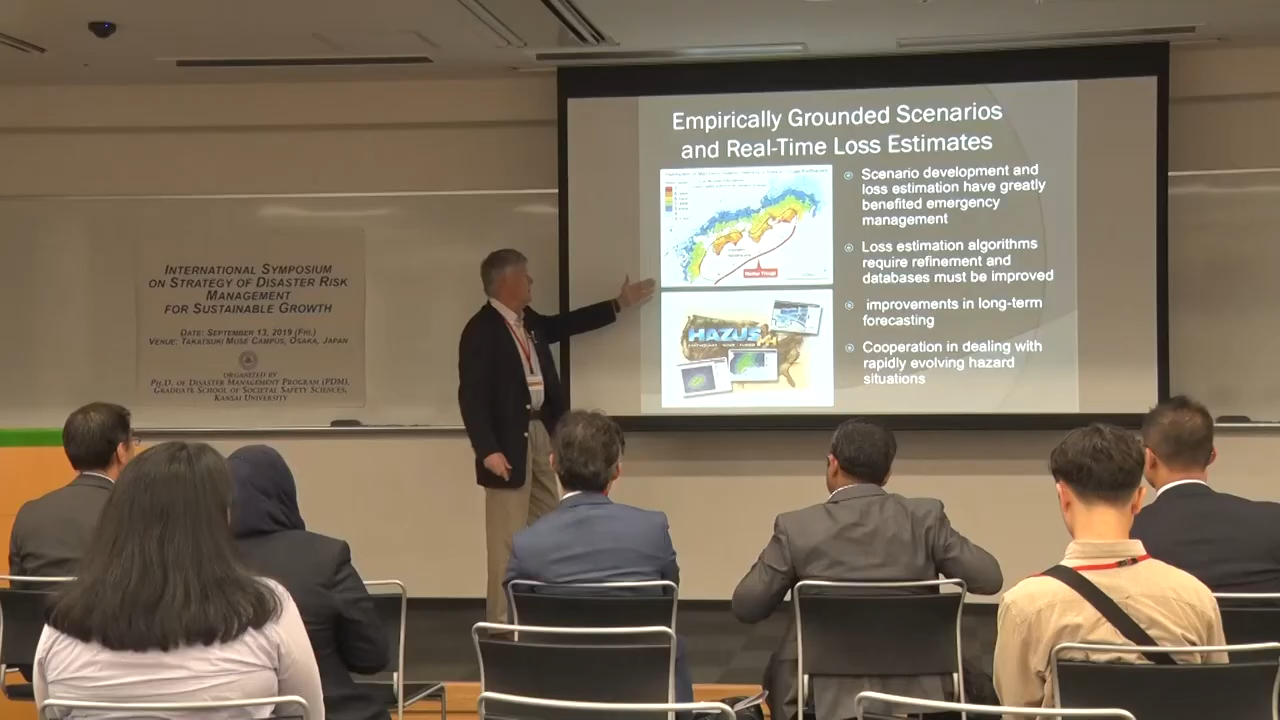 INTERNATIONAL SYMPOSIUM
ON STRATEGY OF DISASTER RISK
MANAGEMENT
FOR SUSTAINABLE GROWTH
DATE: SEPTEMBER 13, 2019 (FRI.)
VENUE: TAKATSUKI MUSE CAMPUS, OSAKA, JAPAN
ORGANIZED BY
PH.D. OF DISASTER MANAGEMENT PROGRAM (PDM),
GRADUATE SCHOOL OF SOCIETAL SAFETY SCIENCES,
KANSAI UNIVERSITY
Empirically Grounded Scenarios
and Real-Time Loss Estimates
Nankai Trough
HAZUS
Scenario development and
loss estimation have greatly
benefited emergency
management
Loss estimation algorithms
require refinement and
databases must be improved
improvements in long-term
forecasting
Cooperation in dealing with
rapidly evolving hazard
situations